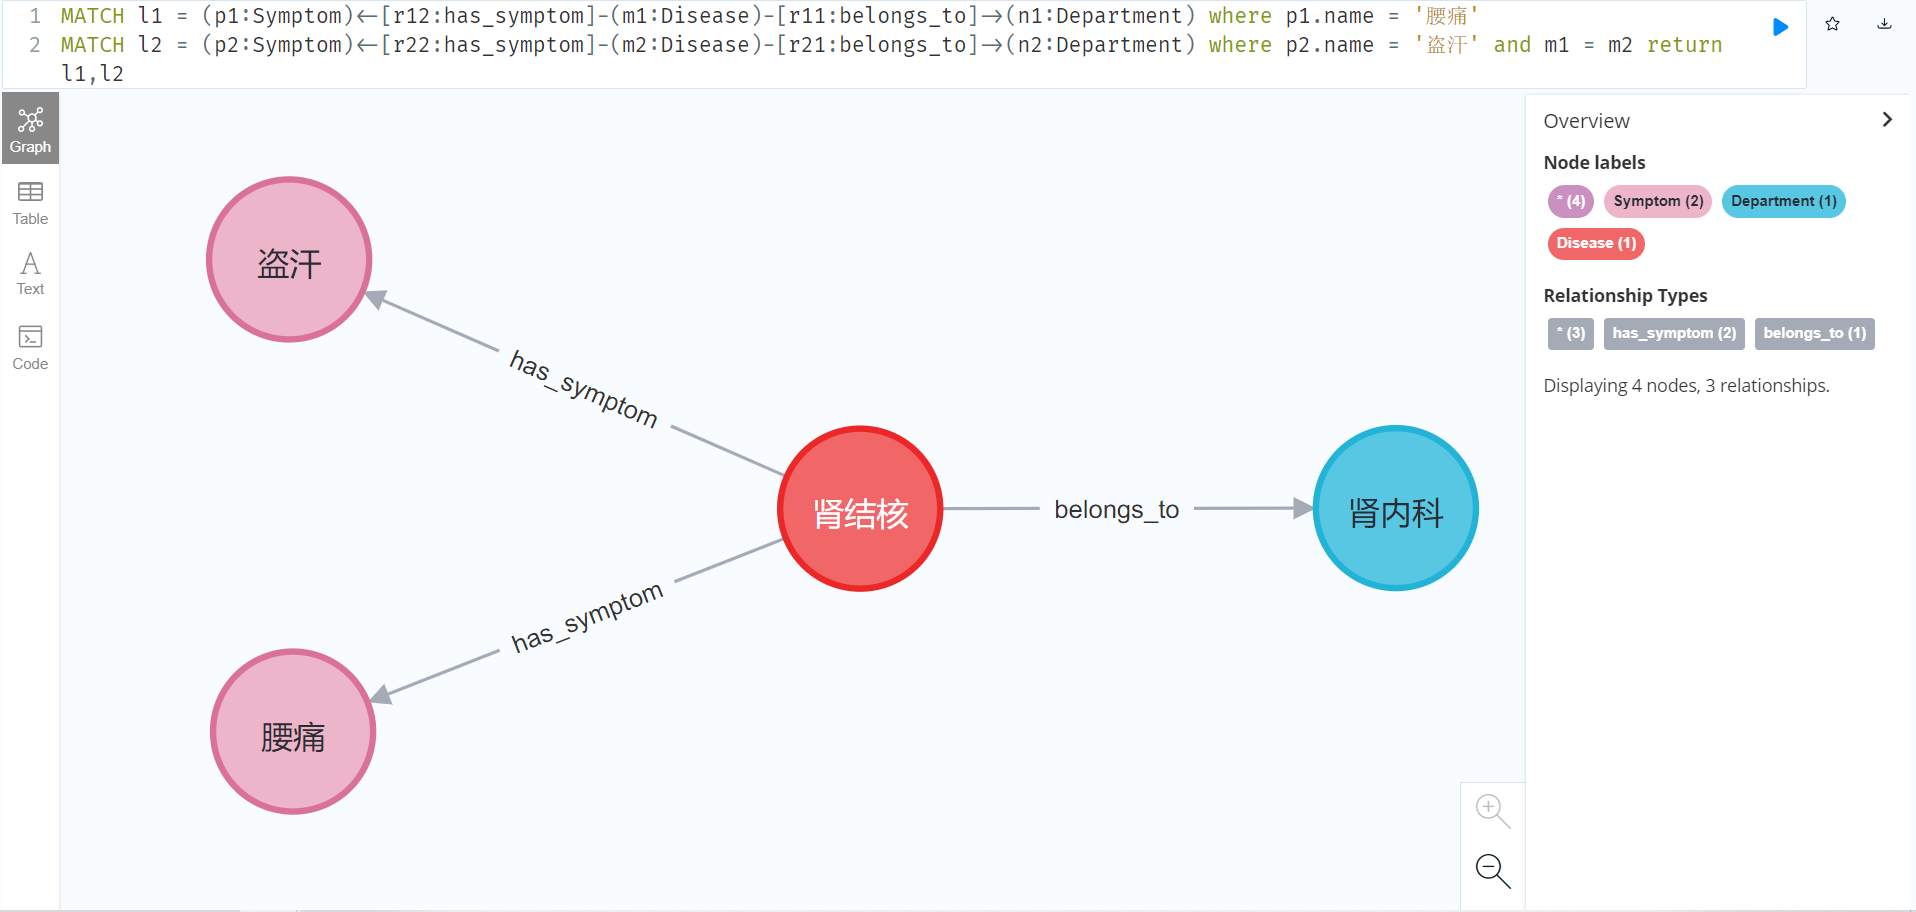 1 MATCH l1 = (p1:Symptom)<-[r12:has_symptom]-(m1:Disease)-[r11:belongs_to]->(n1:Department) where p1.name = '腰痛'
2 MATCH l2 = (p2:Symptom)<-[r22:has_symptom]-(m2:Disease)-[r21:belongs_to]->(n2:Department) where p2.name = '盗汗' and m1 = m2 return
l1,l2
Graph
Table
Text
Code
盗汗
has_symptom
肾结核
belongs_to
肾内科
has_symptom
腰痛
Overview
Node labels
* (4) Symptom (2) Department (1)
Disease (1)
Relationship Types
* (3) has_symptom (2) belongs_to (1)
Displaying 4 nodes, 3 relationships.